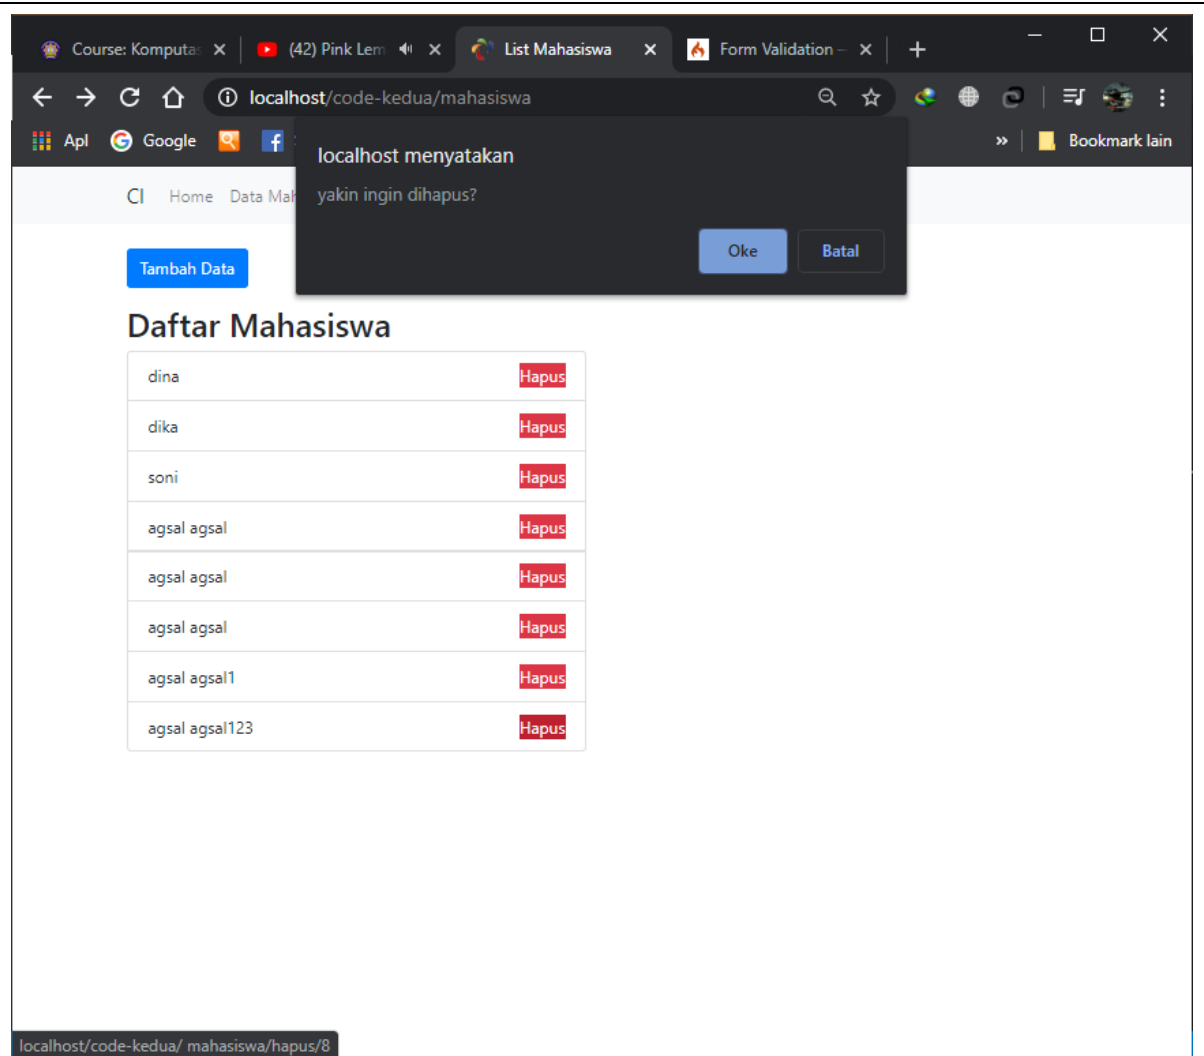 Course: Komputas
(42) Pink Lem
List Mahasiswa
Form Validation –
localhost/code-kedua/mahasiswa
Apl
Google
Bookmark lain
localhost menyatakan
yakin ingin dihapus?
Oke
Batal
CI
Home
Data Mah
Tambah Data
Daftar Mahasiswa
dina Hapus
dika Hapus
soni Hapus
agsal agsal Hapus
agsal agsal Hapus
agsal agsal Hapus
agsal agsal1 Hapus
agsal agsal123 Hapus
localhost/code-kedua/ mahasiswa/hapus/8